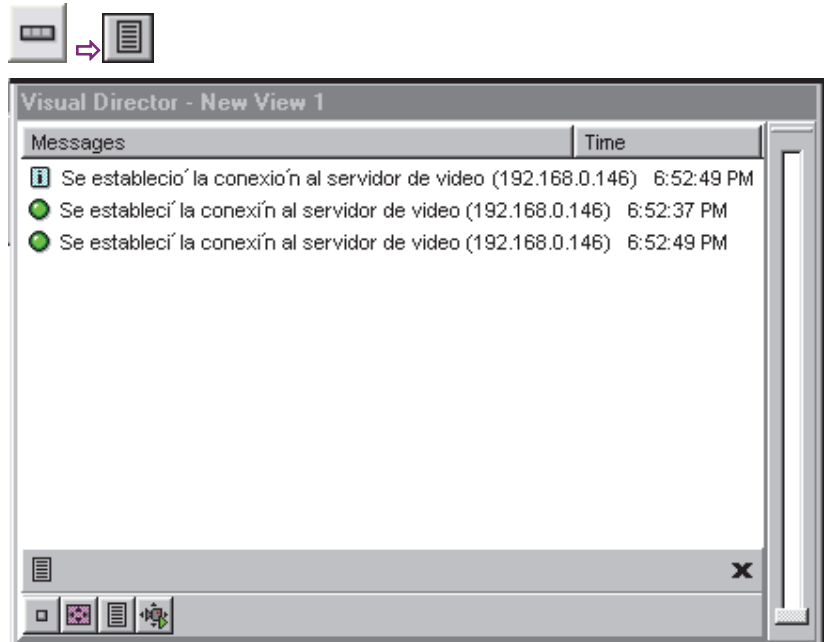 Visual Director - New View 1
Messages Time
Se establecio´ la conexio´n al servidor de video (192.168.0.146) 6:52:49 PM
Se estableci´ la conexí´n al servidor de video (192.168.0.146) 6:52:37 PM
Se estableci´ la conexí´n al servidor de video (192.168.0.146) 6:52:49 PM